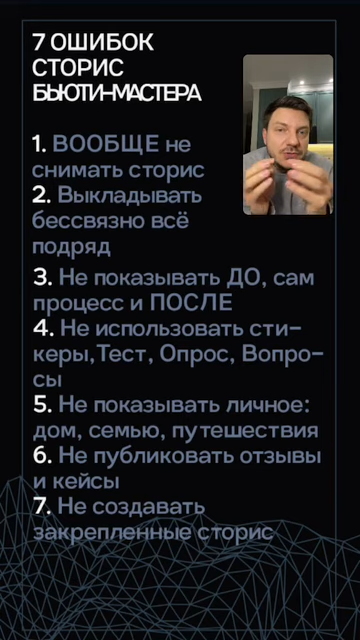 7 ОШИБОК
СТОРИС
БЬЮТИ-МАСТЕРА
1. ВООБЩЕ не
снимать сторис
2. Выкладывать
бессвязно всё
подряд
3. Не показывать ДО, сам
процесс и ПОСЛЕ
4. Не использовать сти-
керы,Тест, Опрос, Вопро-
сы
5. Не показывать личное:
дом, семью, путешествия
6. Не публиковать отзывы
и кейсы
7. Не создавать
закрепленные сторис